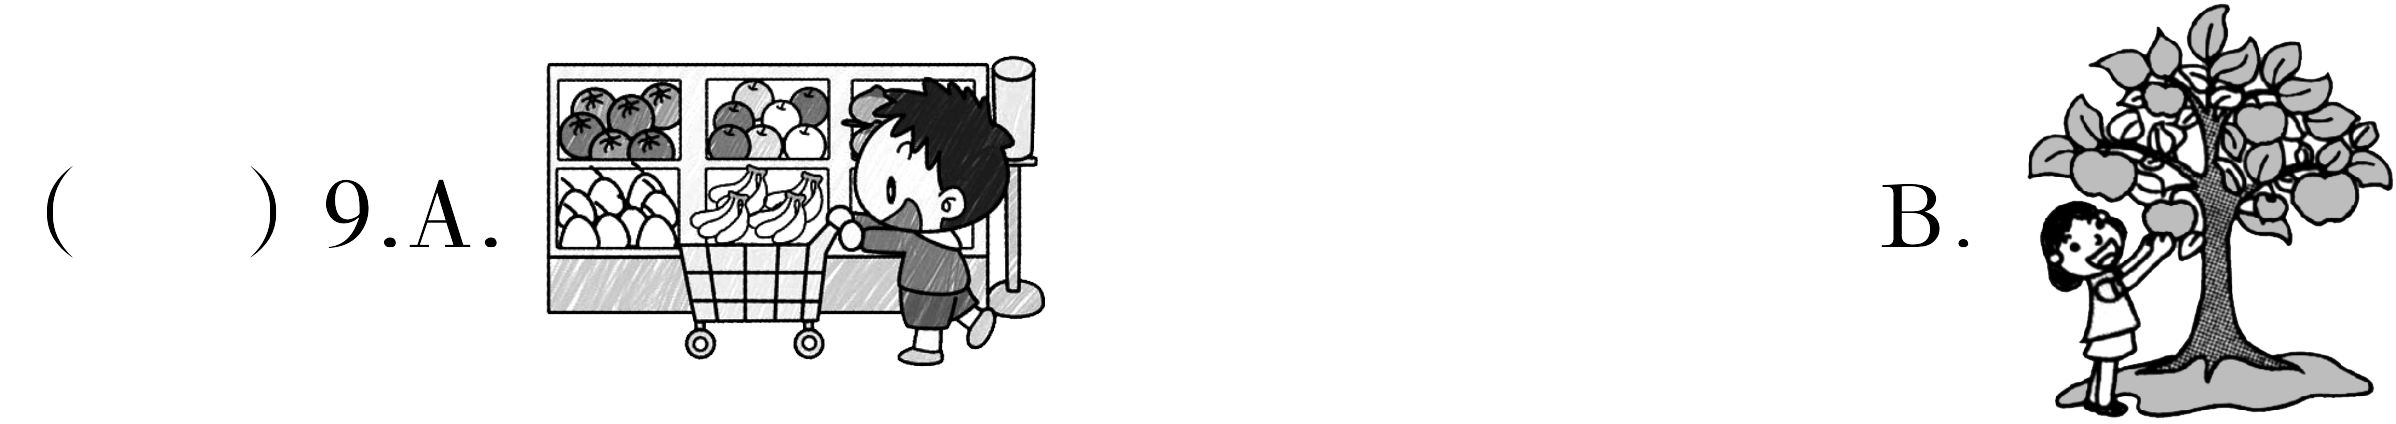 (    ) 9. A.    B.